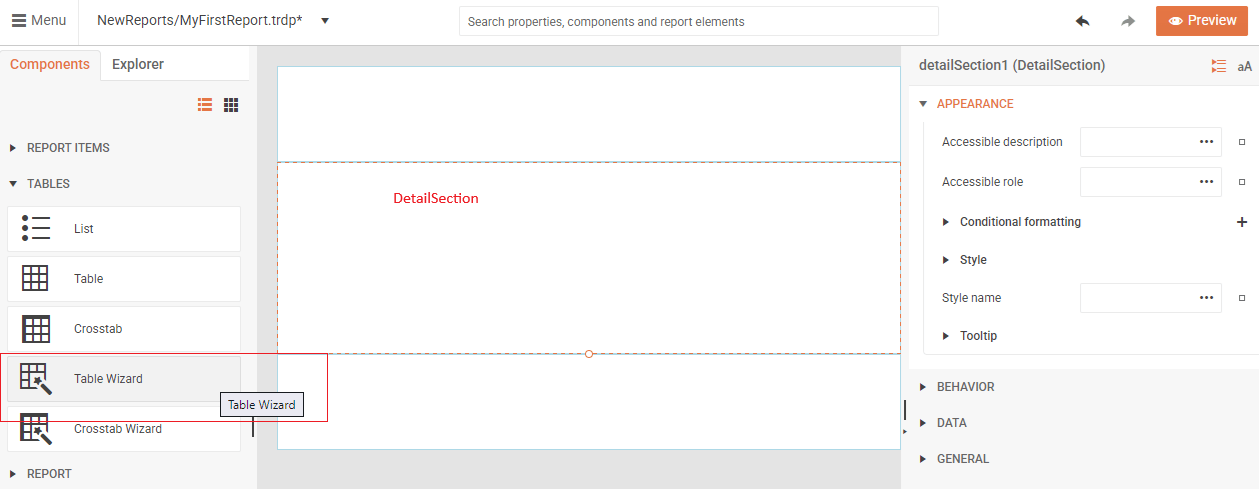 Menu
NewReports/MyFirstReport.trdp*
Search properties, components and report elements
Preview
Components
Explorer
REPORT ITEMS
TABLES
List
Table
Crosstab
Table Wizard
Table Wizard
Crosstab Wizard
REPORT
DetailSection
detailSection1 (DetailSection)
aA
APPEARANCE
Accessible description
Accessible role
Conditional formatting
Style
Style name
Tooltip
BEHAVIOR
DATA
GENERAL